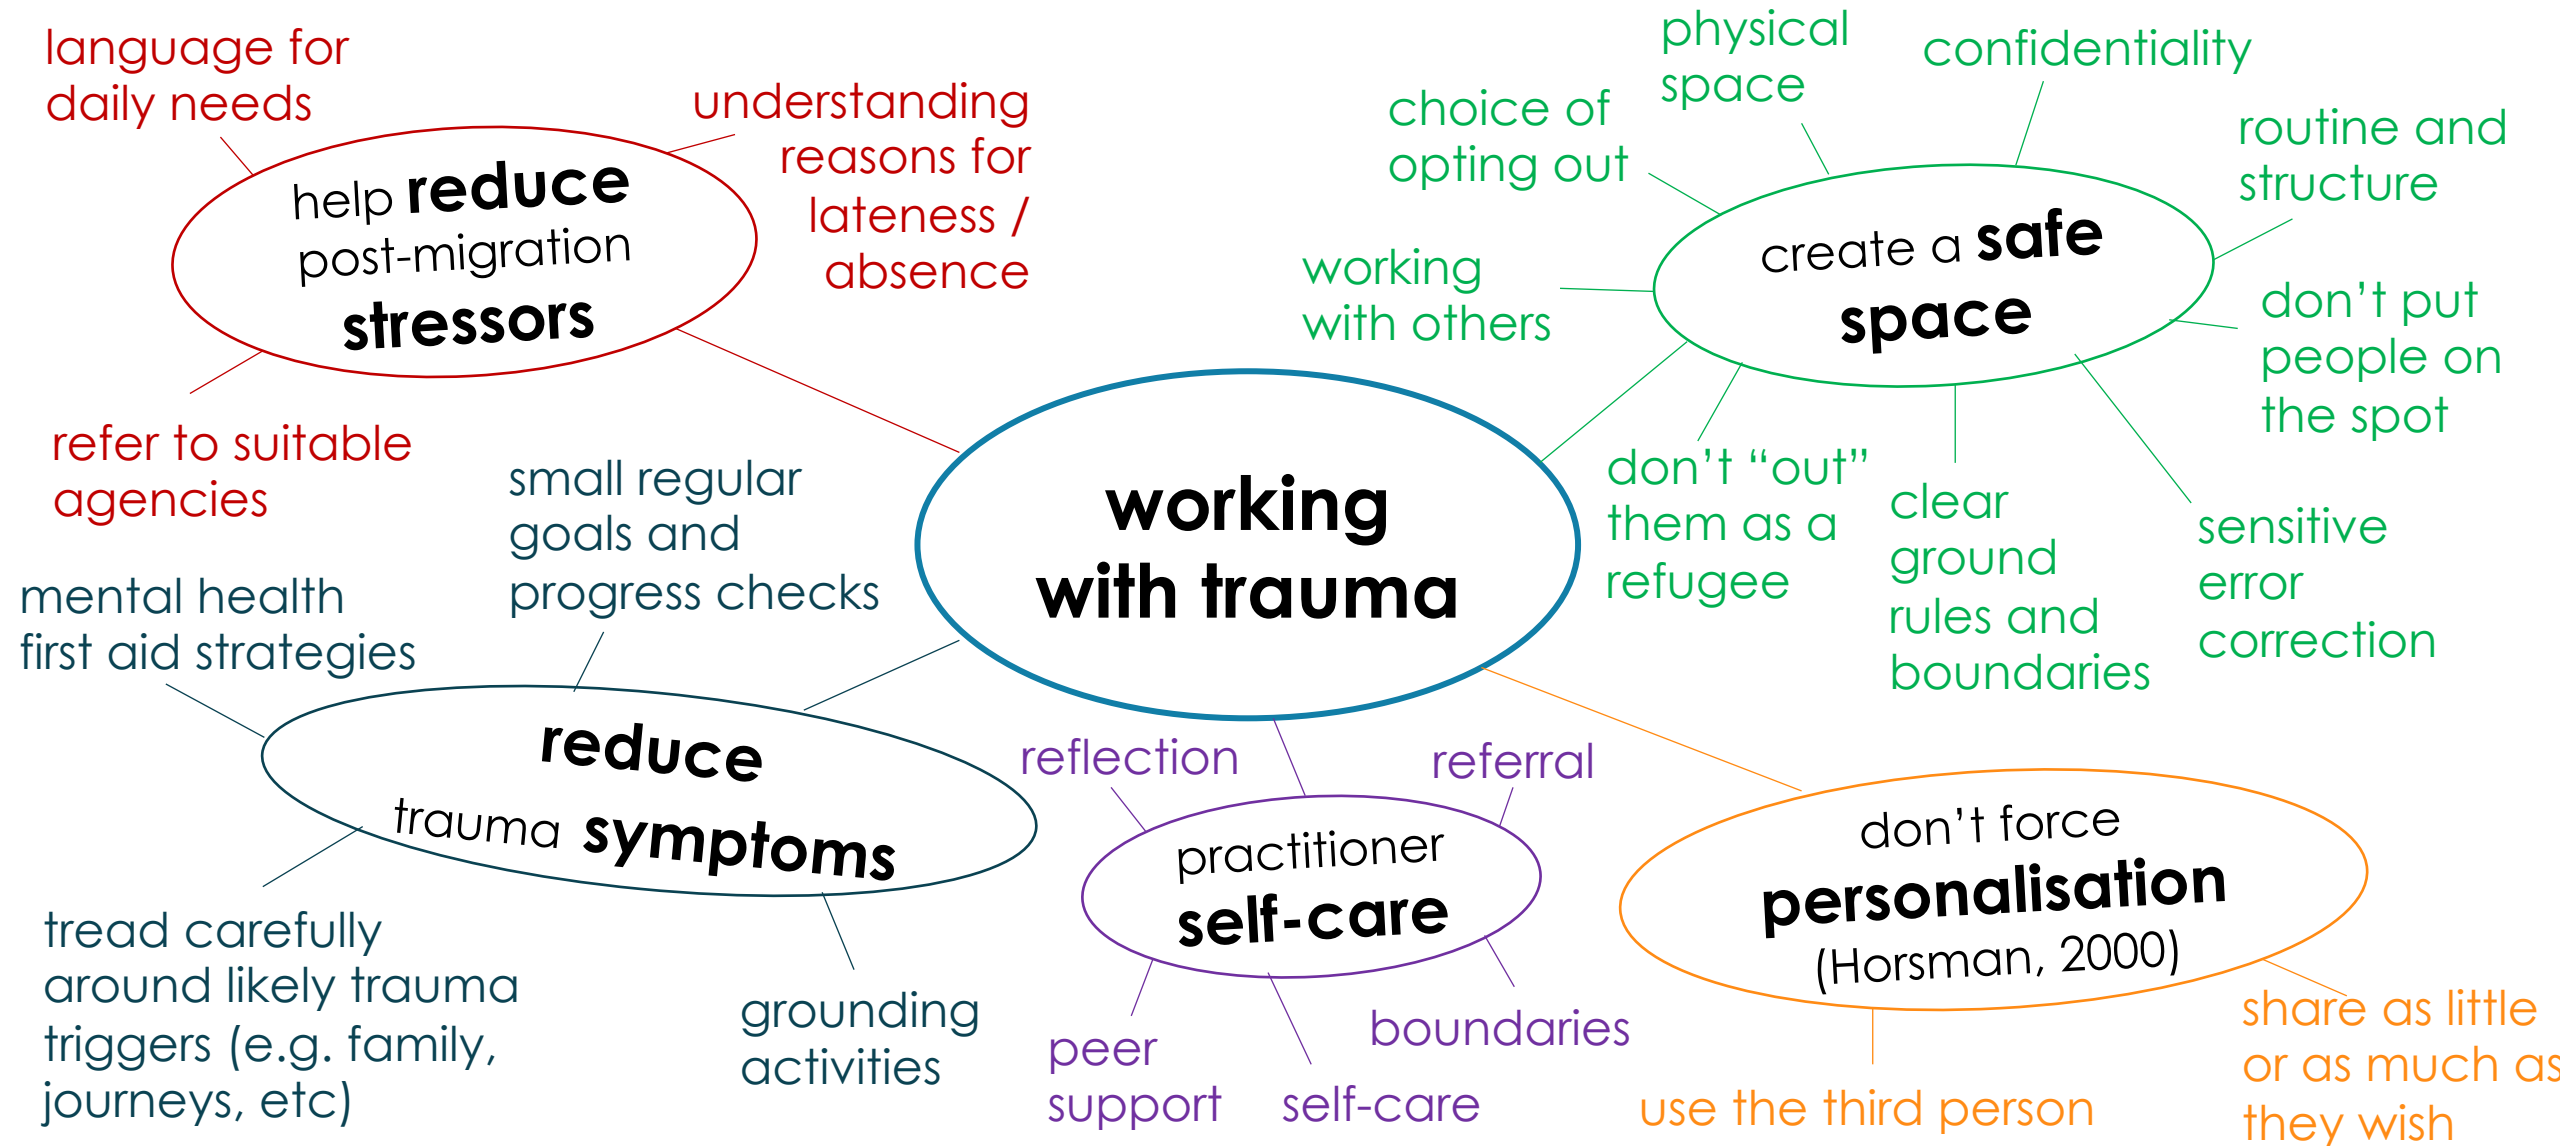 language for
daily needs
understanding
reasons for
lateness /
absence
help reduce
post-migration
stressors
refer to suitable
agencies
physical
space
confidentiality
choice of
opting out
routine and
structure
working
with others
create a safe
space
don’t put
people on
the spot
don’t “out”
them as a
refugee
clear
ground
rules and
boundaries
sensitive
error
correction
working
with trauma
small regular
goals and
progress checks
mental health
first aid strategies
reduce
trauma symptoms
tread carefully
around likely trauma
triggers (e.g. family,
journeys, etc)
grounding
activities
reflection
referral
practitioner
self-care
peer
support
self-care
boundaries
don’t force
personalisation
(Horsman, 2000)
use the third person
share as little
or as much as
they wish